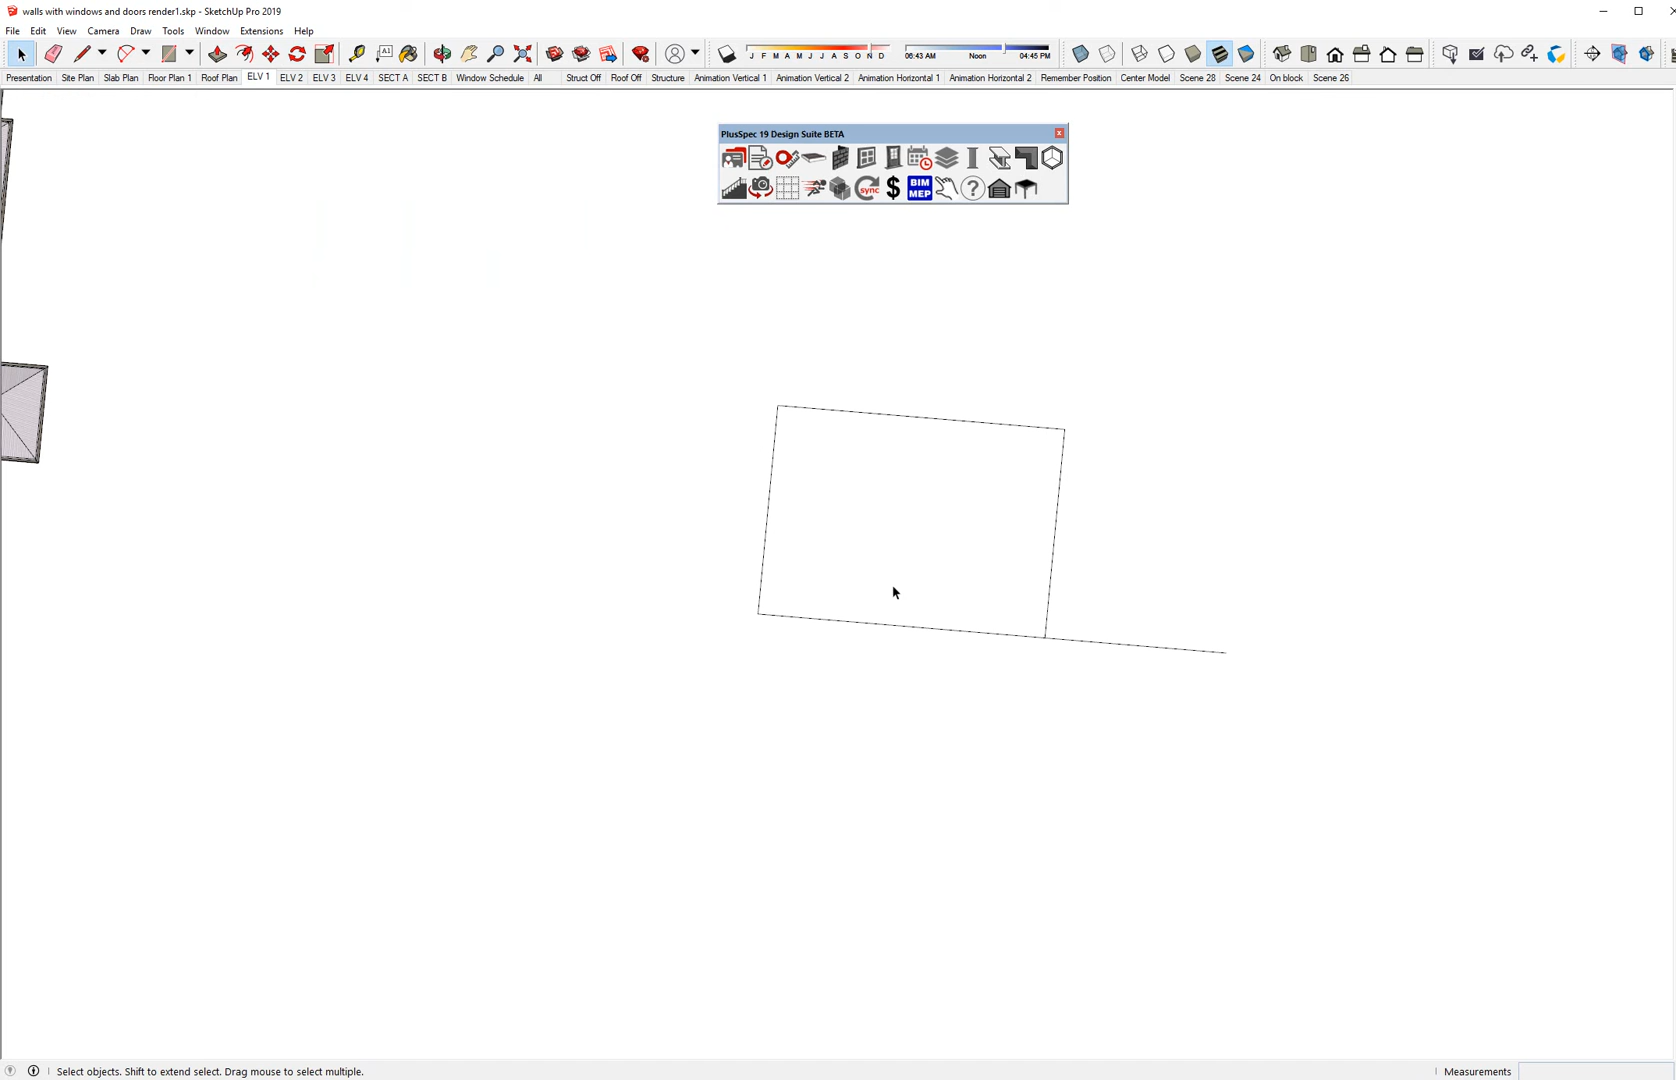 walls with windows and doors render1.skp - SketchUp Pro 2019
File Edit View Camera Draw Tools Window Extensions Help
A1
J F M A M J J A S O N D 06:43 AM Noon 04:45 PM
Presentation Site Plan Slab Plan Floor Plan 1 Roof Plan ELV 1 ELV 2 ELV 3 ELV 4 SECT A SECT B Window Schedule All Struct Off Roof Off Structure Animation Vertical 1 Animation Vertical 2 Animation Horizontal 1 Animation Horizontal 2 Remember Position Center Model Scene 28 Scene 24 On block Scene 26
PlusSpec 19 Design Suite BETA
sync $ BIM MEP ?
Select objects. Shift to extend select. Drag mouse to select multiple.
Measurements